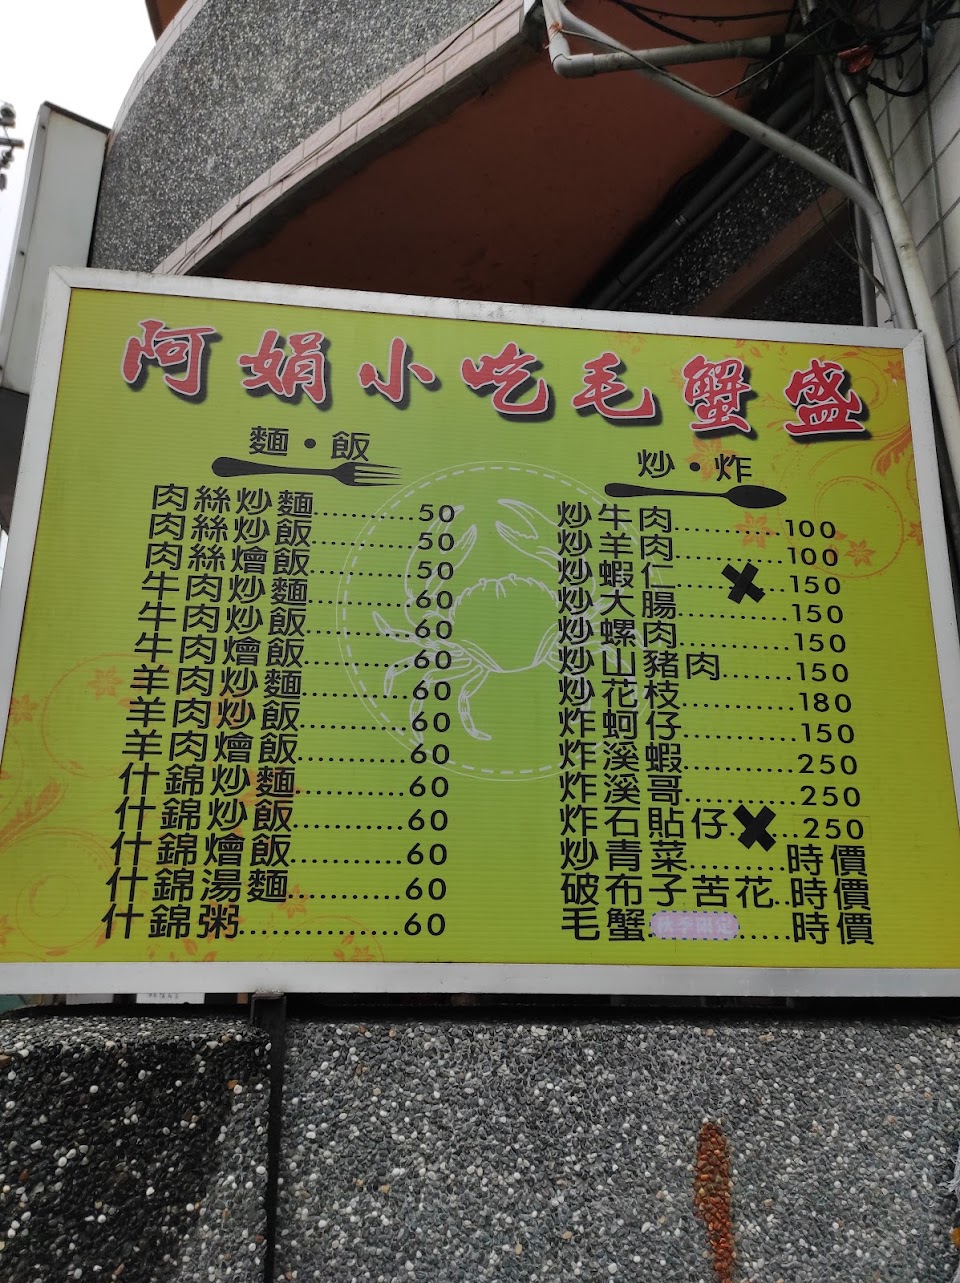 阿娟小吃毛蟹盛
麵・飯
肉絲炒麵..........50
肉絲炒飯..........50
肉絲燴飯..........50
牛肉炒麵..........60
牛肉炒飯..........60
牛肉燴飯..........60
羊肉炒麵..........60
羊肉炒飯..........60
羊肉燴飯..........60
什錦炒麵..........60
什錦炒飯..........60
什錦燴飯..........60
什錦湯麵..........60
什錦粥...............60
炒・炸
炒牛肉..........100
炒羊肉..........100
炒蝦仁..........150
炒大腸..........150
炒螺肉..........150
炒山豬肉.......150
炒花枝..........180
炸蚵仔..........150
炸溪蝦..........250
炸溪哥..........250
炸石貼仔.......250
炒青菜.........時價
破布子苦花..時價
毛蟹 秋季限定......時價